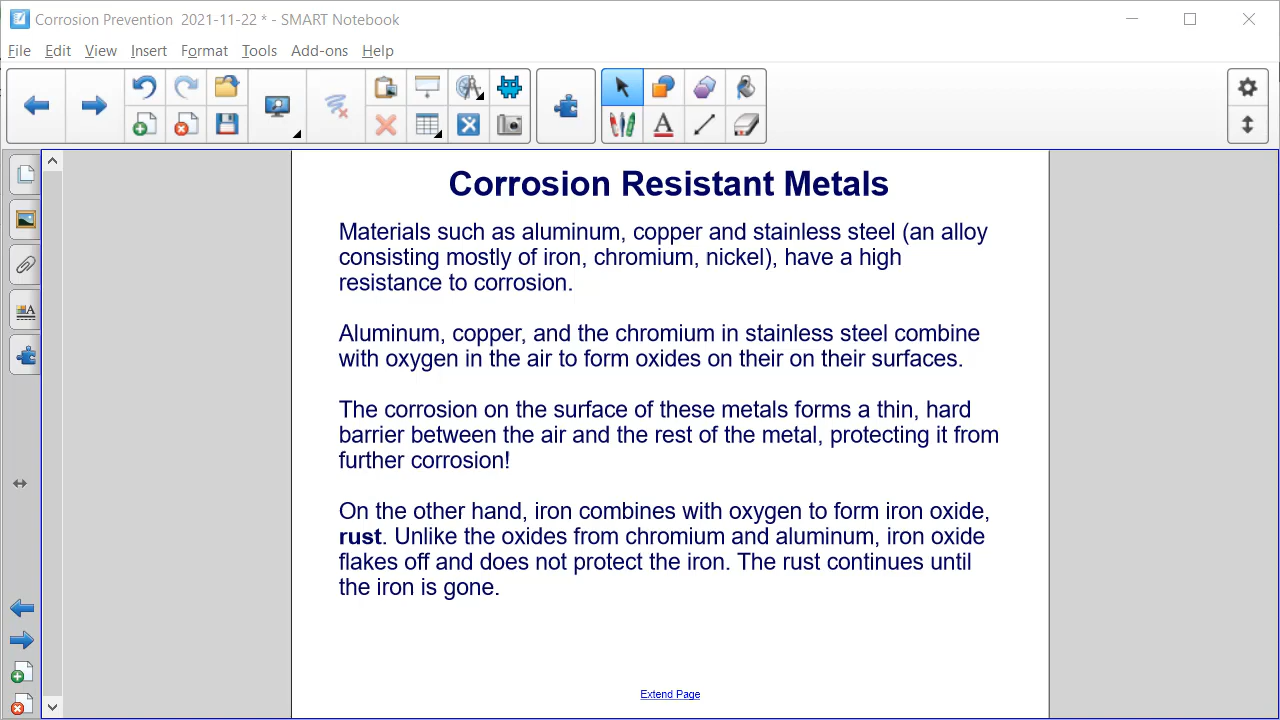 Corrosion Prevention 2021-11-22 * - SMART Notebook
File Edit View Insert Format Tools Add-ons Help
Corrosion Resistant Metals
Materials such as aluminum, copper and stainless steel (an alloy
consisting mostly of iron, chromium, nickel), have a high
resistance to corrosion.
Aluminum, copper, and the chromium in stainless steel combine
with oxygen in the air to form oxides on their on their surfaces.
The corrosion on the surface of these metals forms a thin, hard
barrier between the air and the rest of the metal, protecting it from
further corrosion!
On the other hand, iron combines with oxygen to form iron oxide,
rust. Unlike the oxides from chromium and aluminum, iron oxide
flakes off and does not protect the iron. The rust continues until
the iron is gone.
Extend Page